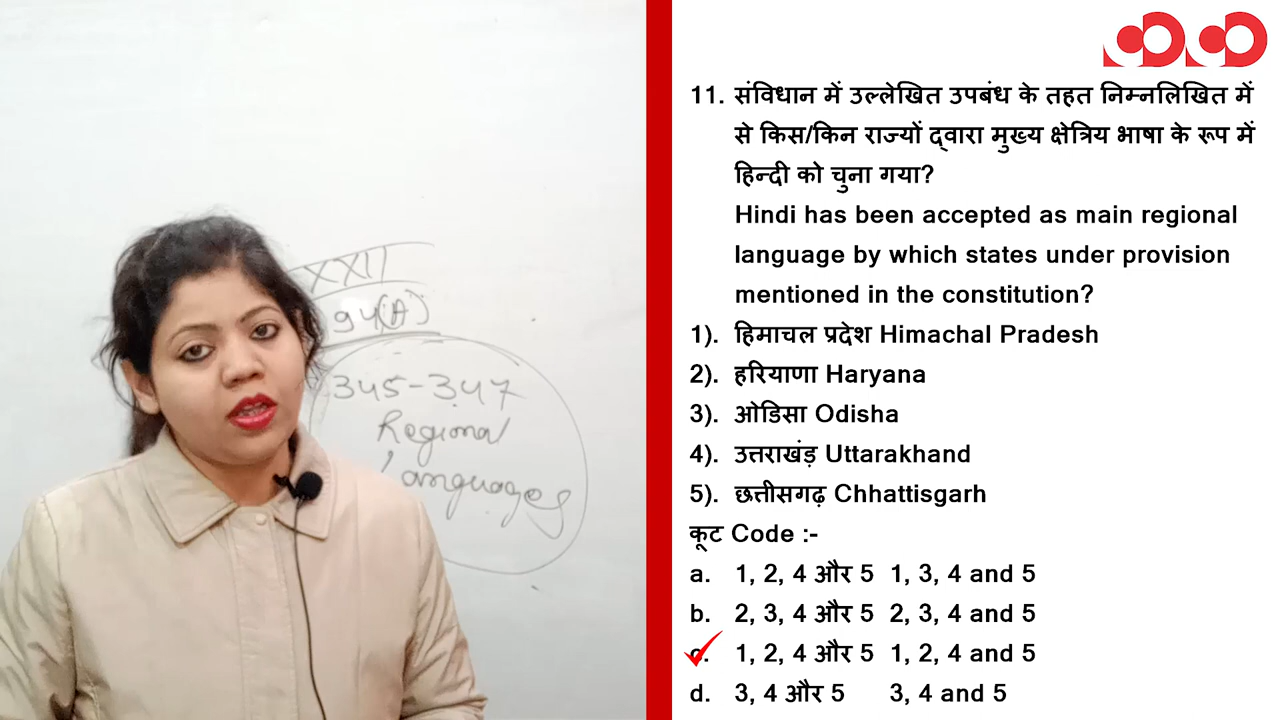 XXII
94(A)
345-347
Regional
Languages
11. संविधान में उल्लेखित उपबंध के तहत निम्नलिखित में
से किस/किन राज्यों द्वारा मुख्य क्षेत्रिय भाषा के रूप में
हिन्दी को चुना गया?
Hindi has been accepted as main regional
language by which states under provision
mentioned in the constitution?
1). हिमाचल प्रदेश Himachal Pradesh
2). हरियाणा Haryana
3). ओडिसा Odisha
4). उत्तराखंड़ Uttarakhand
5). छत्तीसगढ़ Chhattisgarh
कूट Code :-
a. 1, 2, 4 और 5 1, 3, 4 and 5
b. 2, 3, 4 और 5 2, 3, 4 and 5
c. 1, 2, 4 और 5 1, 2, 4 and 5
d. 3, 4 और 5 3, 4 and 5